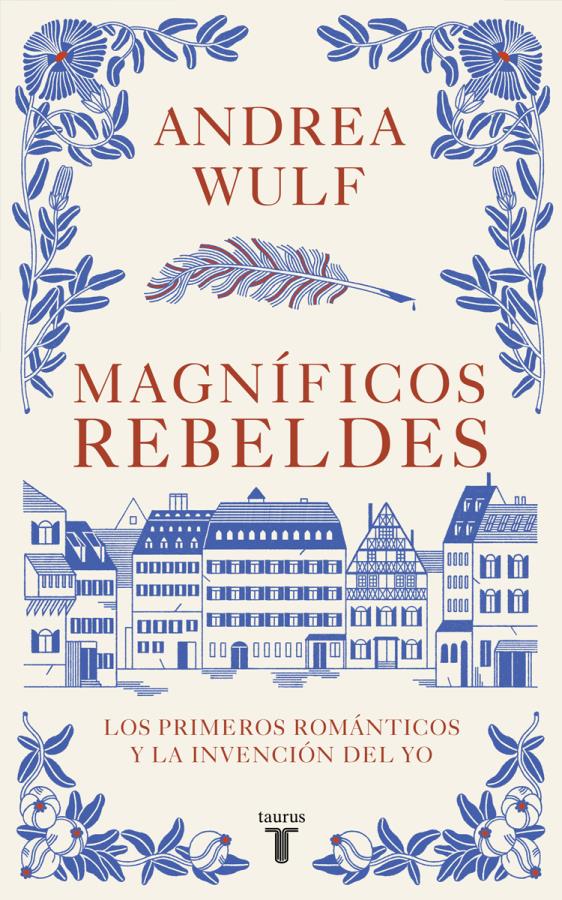 ANDREA
WULF
MAGNÍFICOS
REBELDES
LOS PRIMEROS ROMÁNTICOS
Y LA INVENCIÓN DEL YO
taurus
T